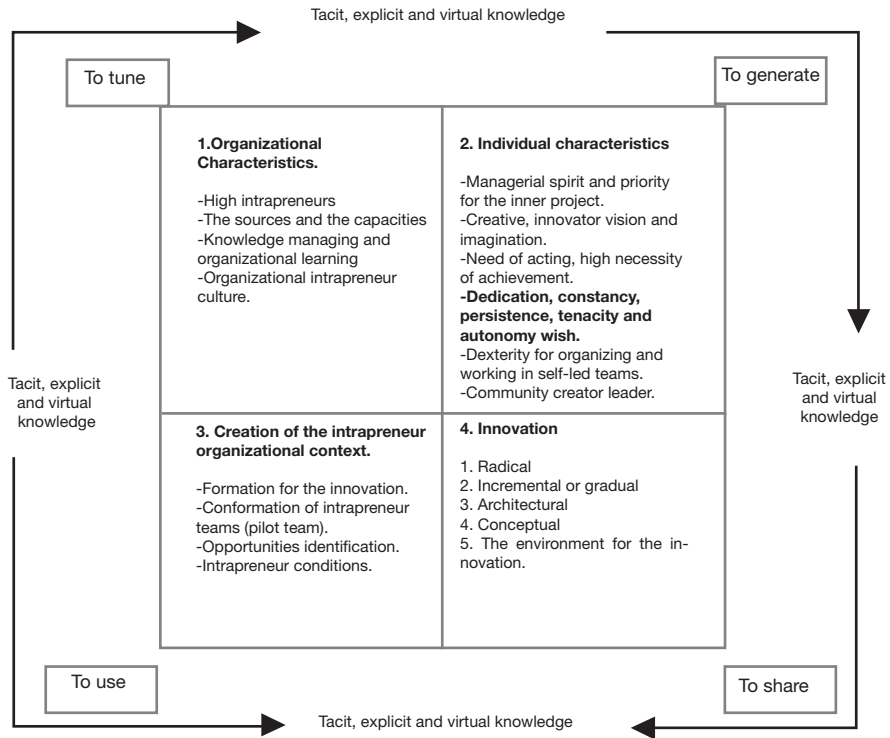 Tacit, explicit and virtual knowledge
To tune
To generate
1.Organizational
Characteristics.
-High intrapreneurs
-The sources and the capacities
-Knowledge managing and
organizational learning
-Organizational intrapreneur
culture.
2. Individual characteristics
-Managerial spirit and priority
for the inner project.
-Creative, innovator vision and
imagination.
-Need of acting, high necessity
of achievement.
-Dedication, constancy,
persistence, tenacity and
autonomy wish.
-Dexterity for organizing and
working in self-led teams.
-Community creator leader.
Tacit, explicit
and virtual
knowledge
Tacit, explicit
and virtual
knowledge
3. Creation of the intrapreneur
organizational context.
-Formation for the innovation.
-Conformation of intrapreneur
teams (pilot team).
-Opportunities identification.
-Intrapreneur conditions.
4. Innovation
1. Radical
2. Incremental or gradual
3. Architectural
4. Conceptual
5. The environment for the in-
novation.
To use
To share
Tacit, explicit and virtual knowledge